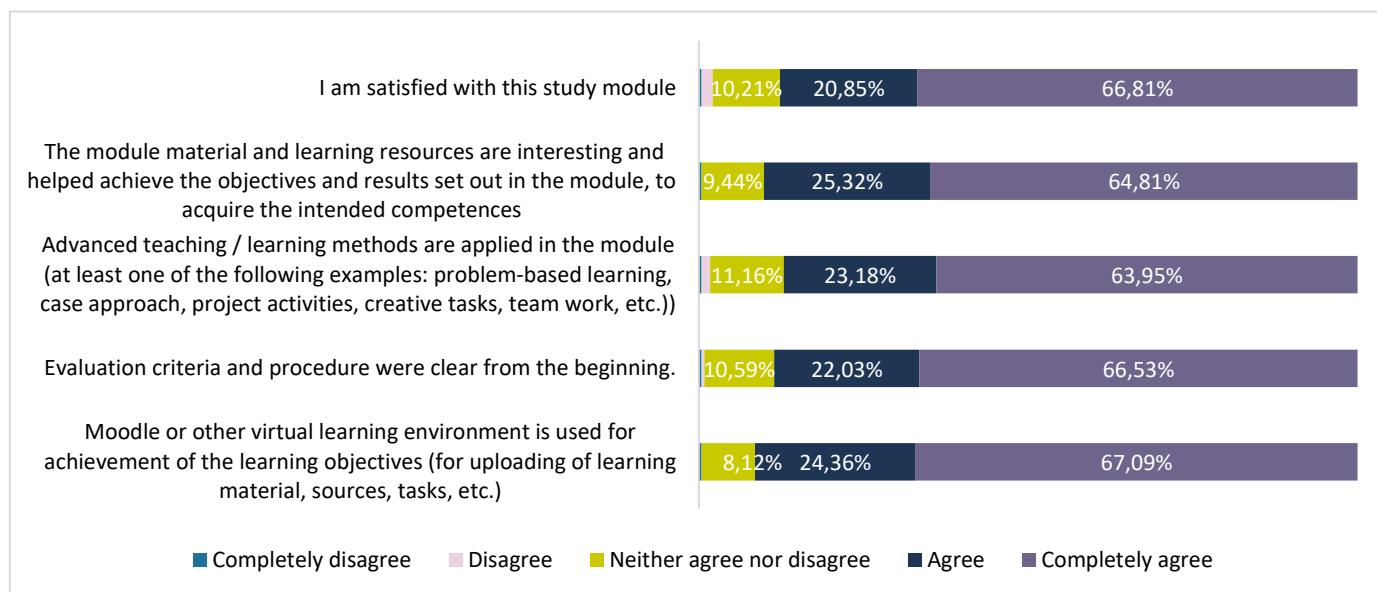 I am satisfied with this study module
10,21% 20,85% 66,81%
The module material and learning resources are interesting and
helped achieve the objectives and results set out in the module, to
acquire the intended competences
9,44% 25,32% 64,81%
Advanced teaching / learning methods are applied in the module
(at least one of the following examples: problem-based learning,
case approach, project activities, creative tasks, team work, etc.))
11,16% 23,18% 63,95%
Evaluation criteria and procedure were clear from the beginning.
10,59% 22,03% 66,53%
Moodle or other virtual learning environment is used for
achievement of the learning objectives (for uploading of learning
material, sources, tasks, etc.)
8,12% 24,36% 67,09%
Completely disagree Disagree Neither agree nor disagree Agree Completely agree